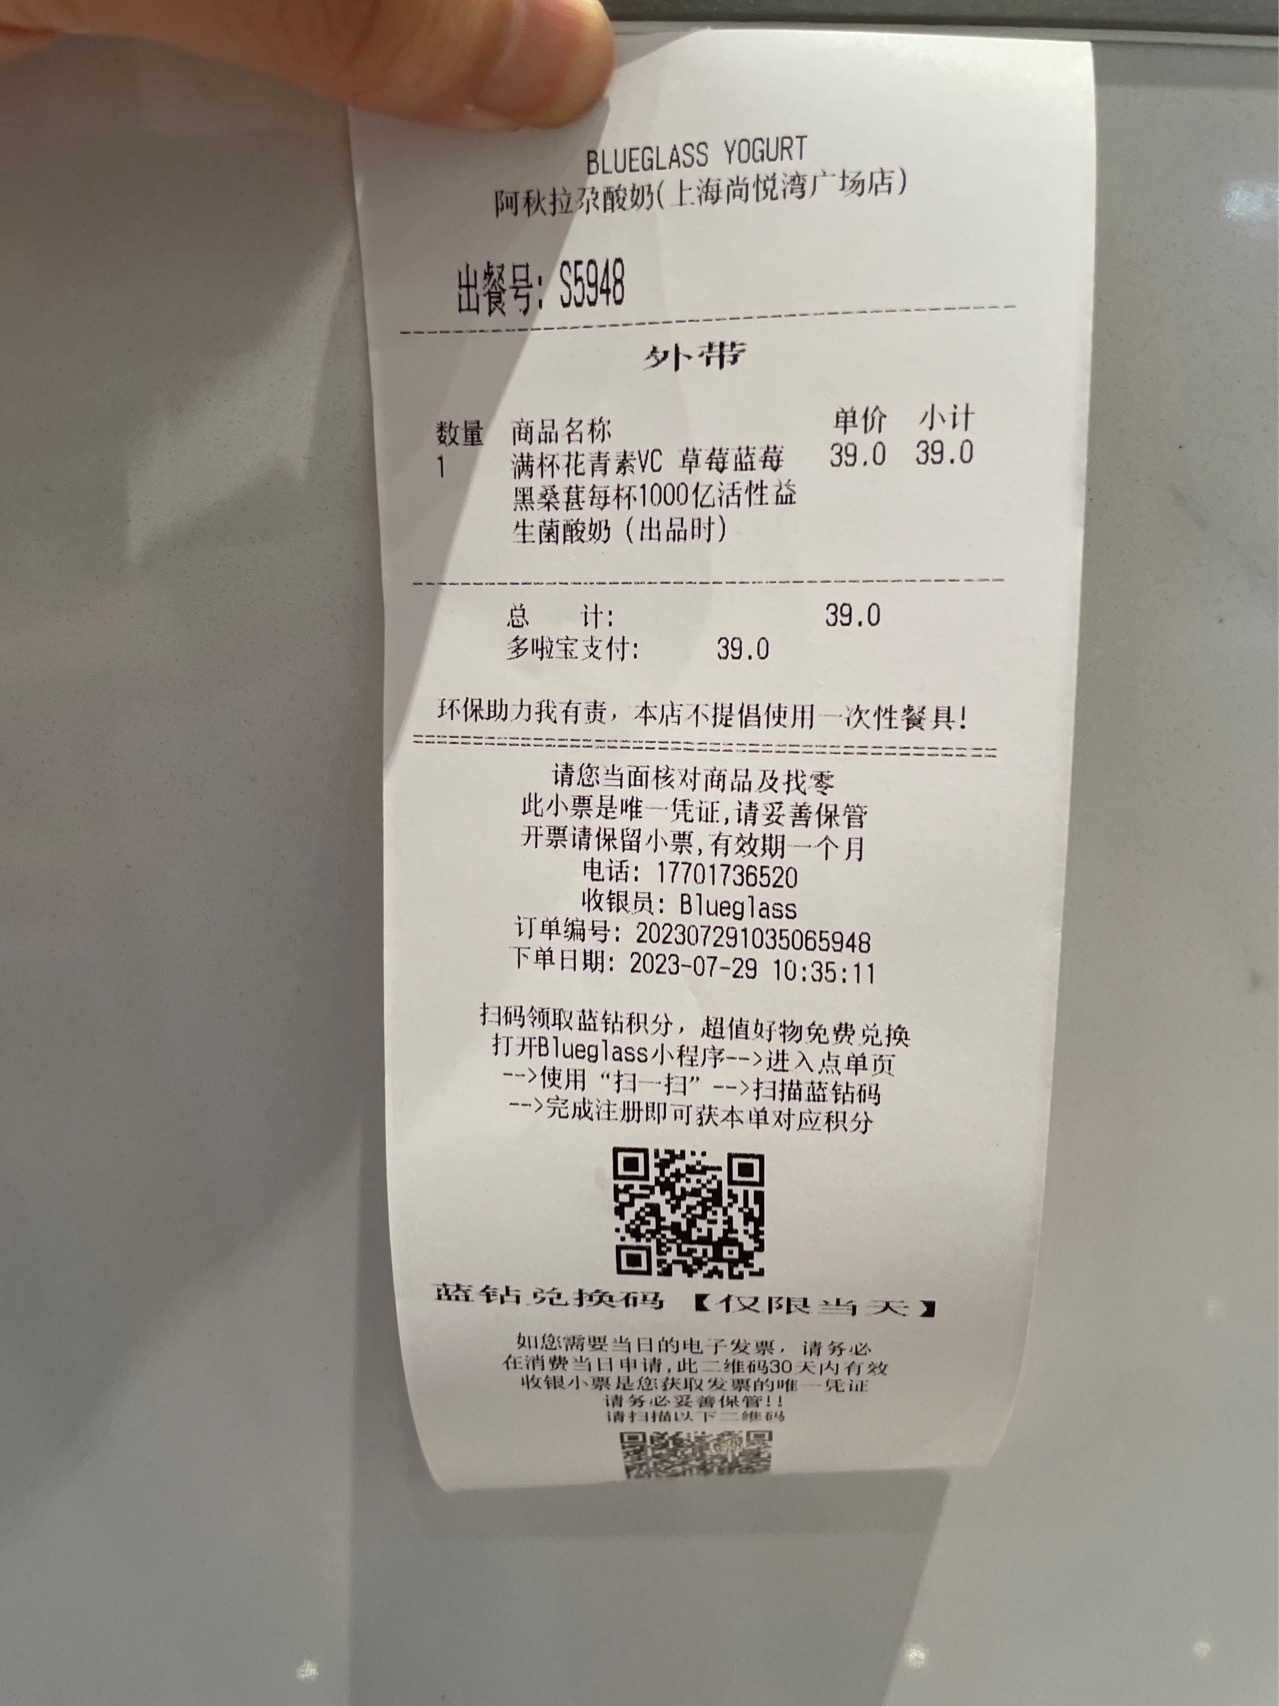 BLUEGLASS YOGURT
阿秋拉尕酸奶(上海尚悦湾广场店)
出餐号: S5948
外带
数量 商品名称 单价 小计
1 满杯花青素VC 草莓蓝莓 39.0 39.0
黑桑葚每杯1000亿活性益
生菌酸奶（出品时）
总 计: 39.0
多啦宝支付: 39.0
环保助力我有责，本店不提倡使用一次性餐具!
请您当面核对商品及找零
此小票是唯一凭证,请妥善保管
开票请保留小票,有效期一个月
电话: 17701736520
收银员: Blueglass
订单编号: 202307291035065948
下单日期: 2023-07-29 10:35:11
扫码领取蓝钻积分，超值好物免费兑换
打开Blueglass小程序-->进入点单页
-->使用“扫一扫”-->扫描蓝钻码
-->完成注册即可获本单对应积分
蓝钻兑换码【仅限当天】
如您需要当日的电子发票，请务必
在消费当日申请,此二维码30天内有效
收银小票是您获取发票的唯一凭证
请务必妥善保管!!
请扫描以下二维码